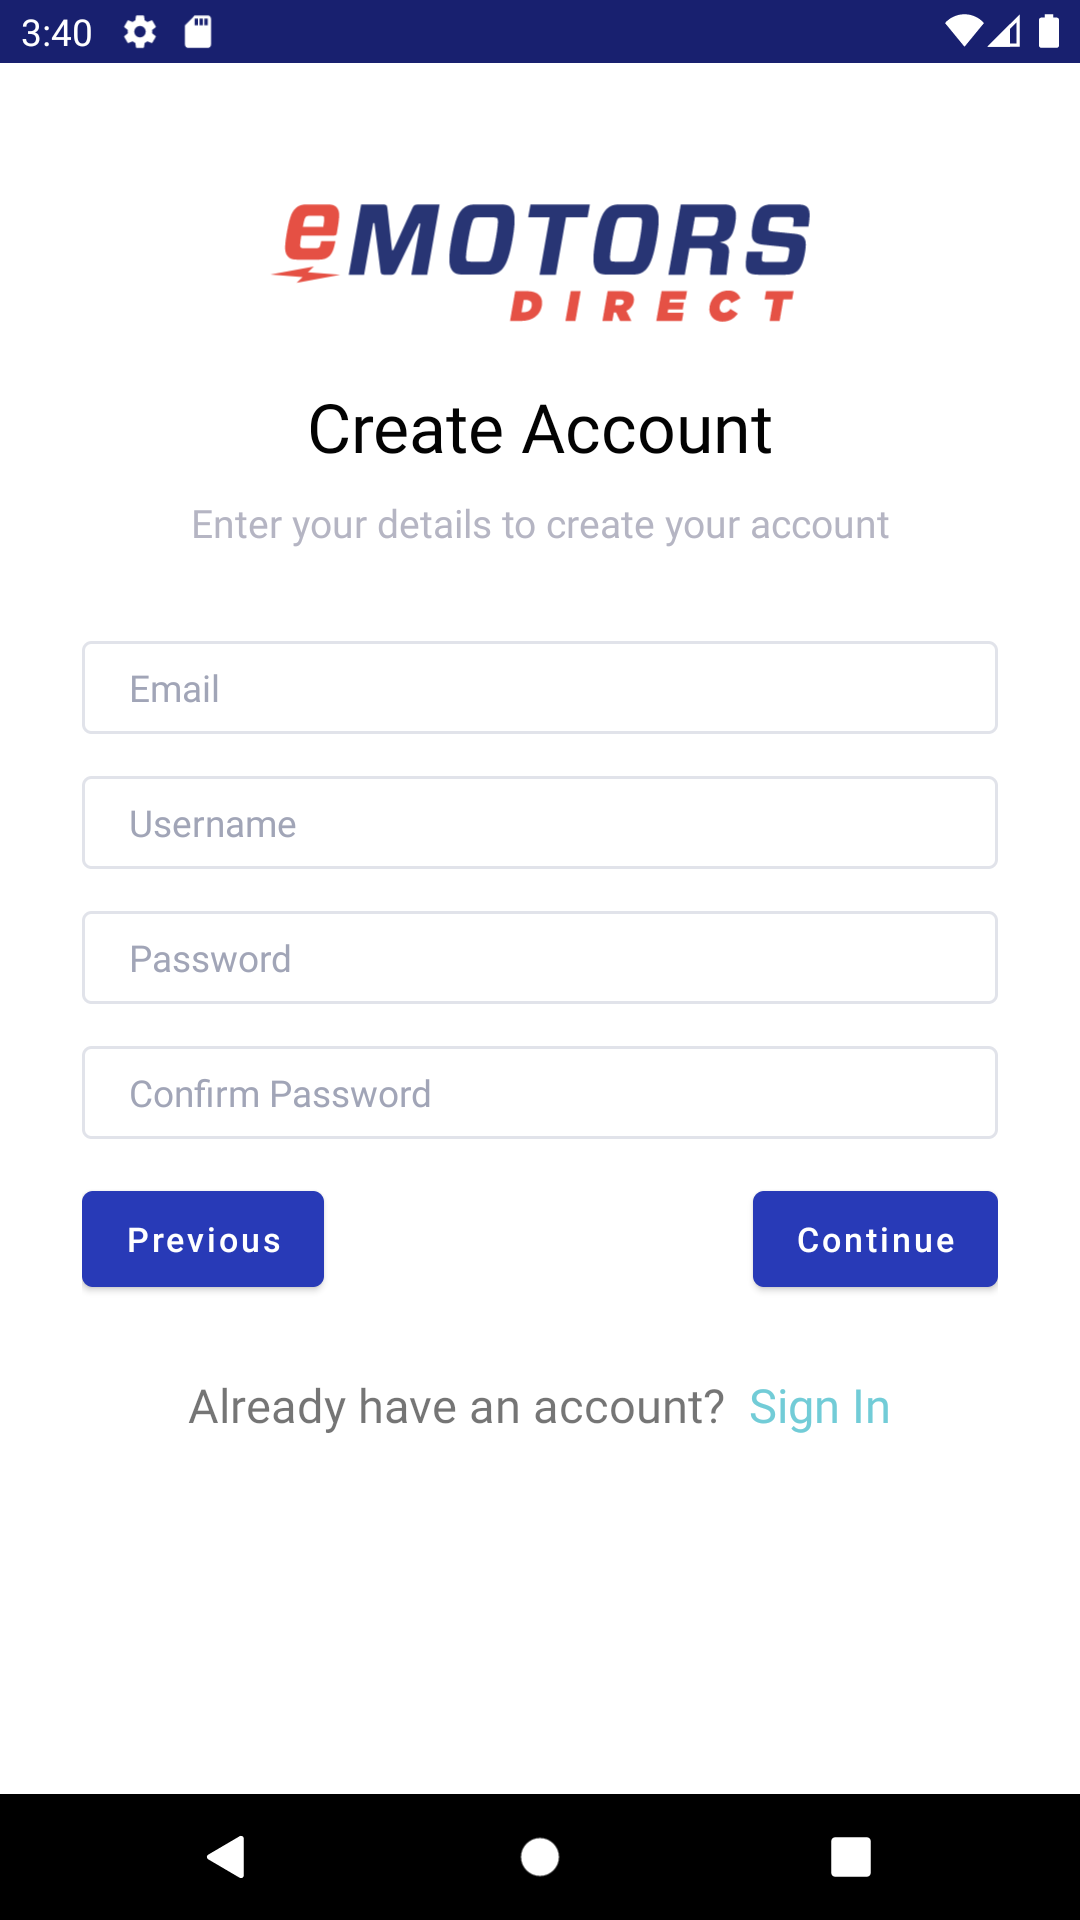 3:40
eMOTORS
DIRECT
Create Account
Enter your details to create your account
Email
Username
Password
Confirm Password
Previous
Continue
Already have an account? Sign In